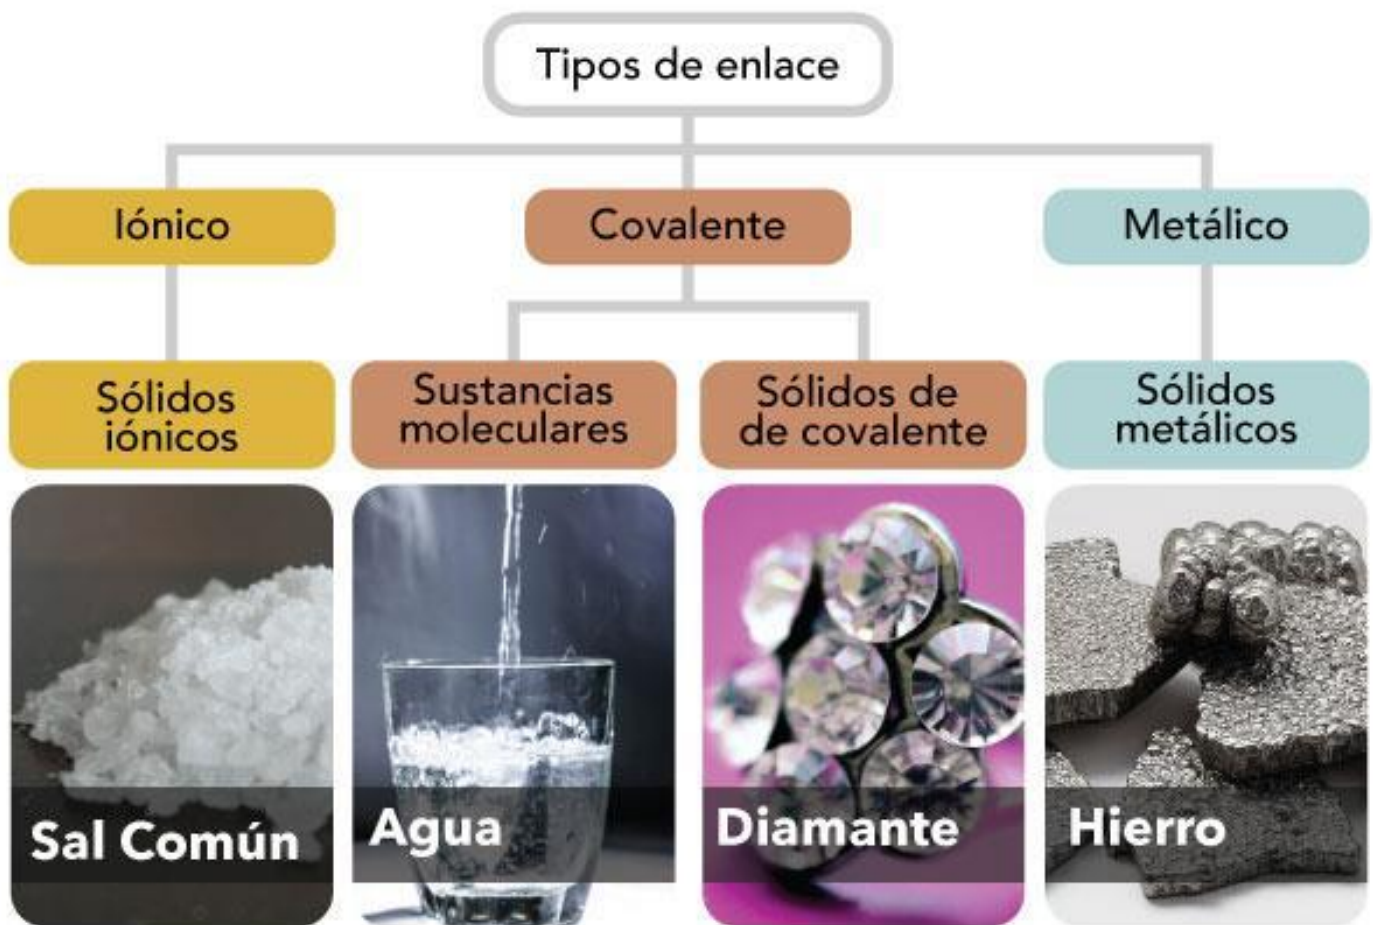 Tipos de enlace
Iónico
Covalente
Metálico
Sólidos
iónicos
Sustancias
moleculares
Sólidos de
de covalente
Sólidos
metálicos
Sal Común
Agua
Diamante
Hierro